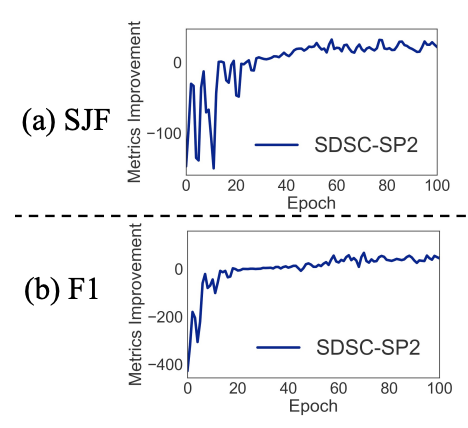 (a) SJF
Metrics Improvement
0
−100
SDSC-SP2
0 20 40 60 80 100
Epoch
(b) F1
Metrics Improvement
0
−200
−400
SDSC-SP2
0 20 40 60 80 100
Epoch